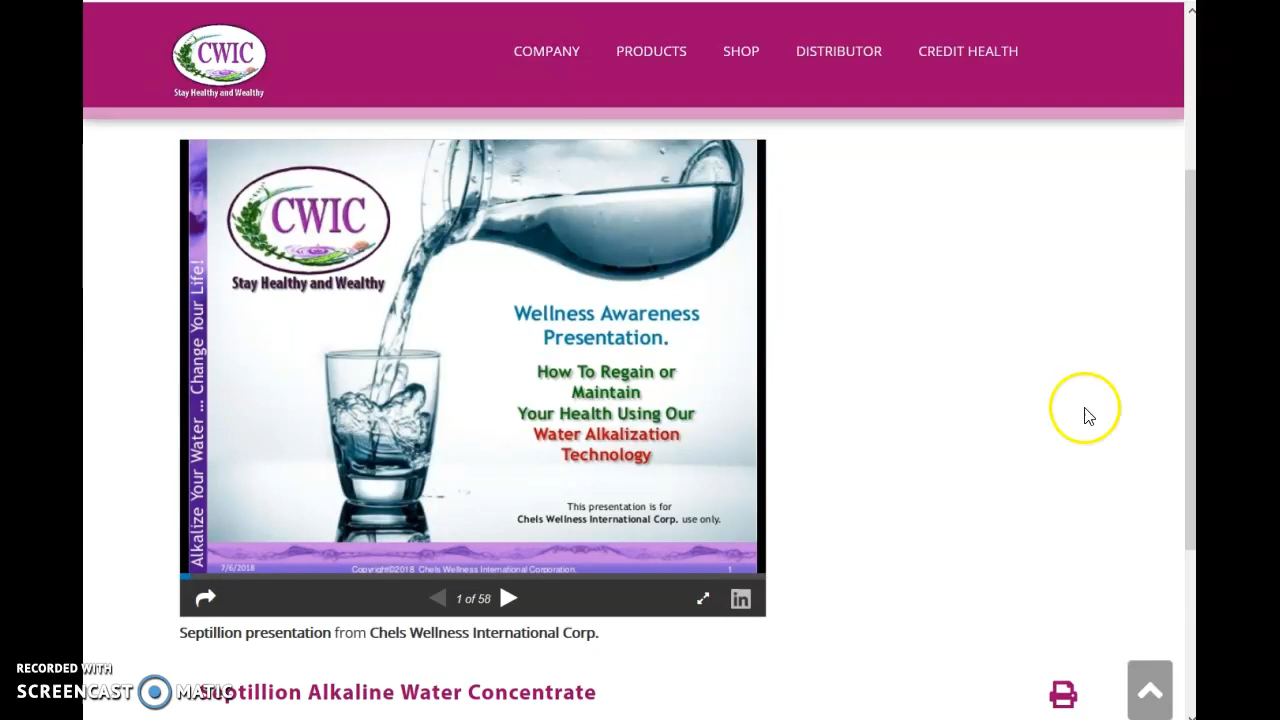 CWIC
Stay Healthy and Wealthy
COMPANY PRODUCTS SHOP DISTRIBUTOR CREDIT HEALTH
CWIC
Stay Healthy and Wealthy
Alkalize Your Water ... Change Your Life!
Wellness Awareness
Presentation.
How To Regain or
Maintain
Your Health Using Our
Water Alkalization
Technology
This presentation is for
Chels Wellness International Corp. use only.
7/6/2018 Copyright©2018 Chels Wellness International Corporation. 1
1 of 58
in
Septillion presentation from Chels Wellness International Corp.
RECORDED WITH
SCREENCAST MATIC
Septillion Alkaline Water Concentrate